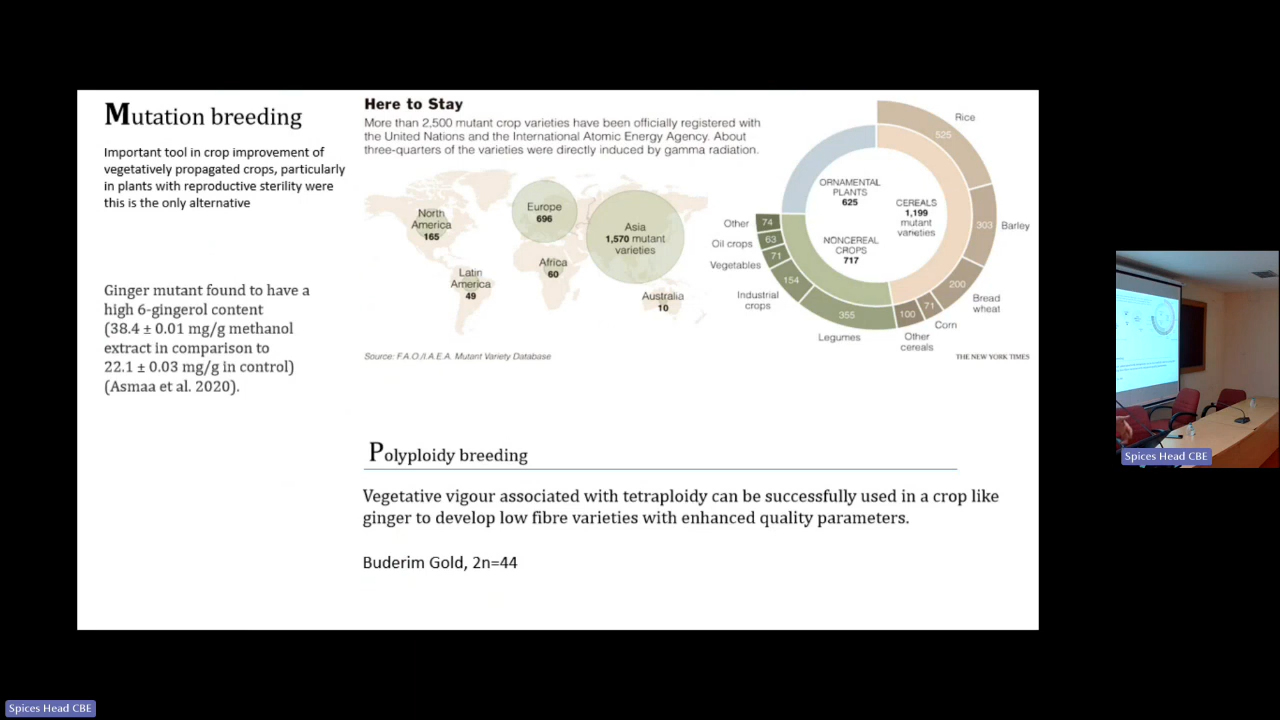 Mutation breeding
Important tool in crop improvement of
vegetatively propagated crops, particularly
in plants with reproductive sterility were
this is the only alternative
Ginger mutant found to have a
high 6-gingerol content
(38.4 ± 0.01 mg/g methanol
extract in comparison to
22.1 ± 0.03 mg/g in control)
(Asmaa et al. 2020).
Here to Stay
More than 2,500 mutant crop varieties have been officially registered with
the United Nations and the International Atomic Energy Agency. About
three-quarters of the varieties were directly induced by gamma radiation.
North
America
165
Europe
696
Asia
1,570 mutant
varieties
Africa
60
Latin
America
49
Australia
10
Source: F.A.O./I.A.E.A. Mutant Variety Database
Rice
525
ORNAMENTAL
PLANTS
625
CEREALS
1,199
mutant
varieties
NONCEREAL
CROPS
717
303
Barley
Other
74
Oil crops
63
Vegetables
71
Industrial
crops
154
Legumes
355
Other
cereals
100
Corn
71
Bread
wheat
200
THE NEW YORK TIMES
Polyploidy breeding
Vegetative vigour associated with tetraploidy can be successfully used in a crop like
ginger to develop low fibre varieties with enhanced quality parameters.
Buderim Gold, 2n=44
Spices Head CBE
Spices Head CBE